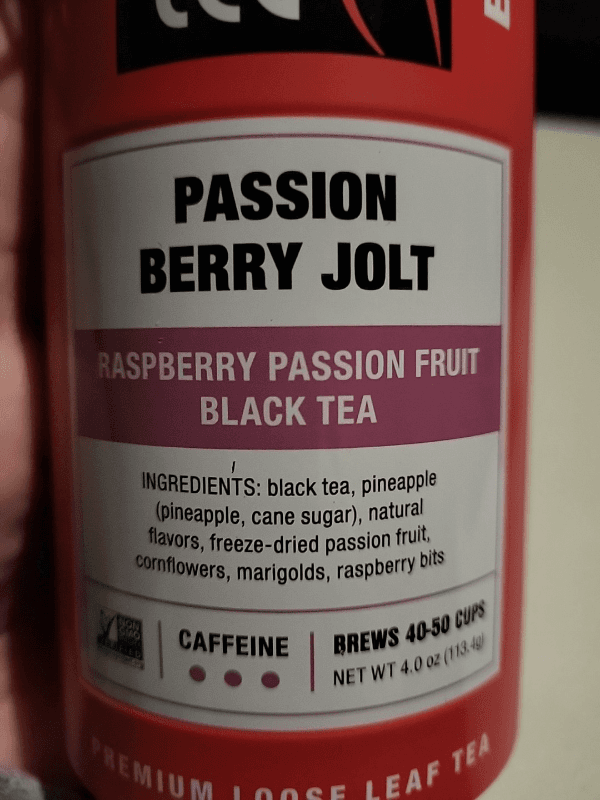 PASSION
BERRY JOLT
RASPBERRY PASSION FRUIT
BLACK TEA
INGREDIENTS: black tea, pineapple
(pineapple, cane sugar), natural
flavors, freeze-dried passion fruit,
cornflowers, marigolds, raspberry bits
NON
GMO
CAFFEINE
BREWS 40-50 CUPS
NET WT 4.0 oz (113.4g)
PREMIUM LOOSE LEAF TEA